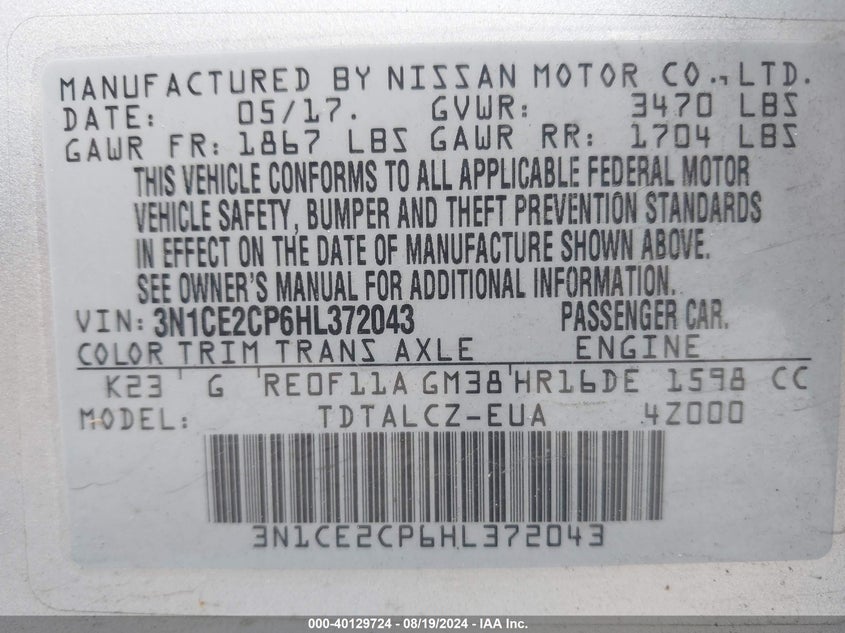 MANUFACTURED BY NISSAN MOTOR CO., LTD.
DATE: 05/17. GVWR: 3470 LBS
GAWR FR: 1867 LBS GAWR RR: 1704 LBS
THIS VEHICLE CONFORMS TO ALL APPLICABLE FEDERAL MOTOR
VEHICLE SAFETY, BUMPER AND THEFT PREVENTION STANDARDS
IN EFFECT ON THE DATE OF MANUFACTURE SHOWN ABOVE.
SEE OWNER'S MANUAL FOR ADDITIONAL INFORMATION.
VIN: 3N1CE2CP6HL372043 PASSENGER CAR.
COLOR TRIM TRANS AXLE ENGINE
K23 G RE0F11A GM38 HR16DE 1598 CC
MODEL: TDTALCZ-EUA 4Z000
3N1CE2CP6HL372043
000-40129724 - 08/19/2024 - IAA Inc.